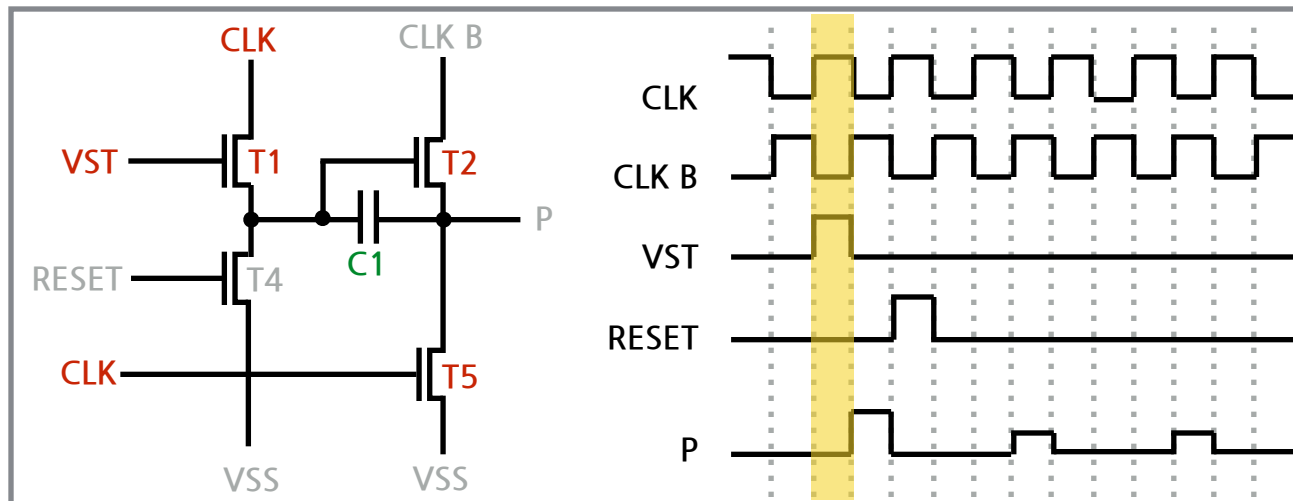 CLK
CLK B
VST
T1
T2
P
C1
RESET
T4
CLK
T5
VSS
VSS
CLK
CLK B
VST
RESET
P